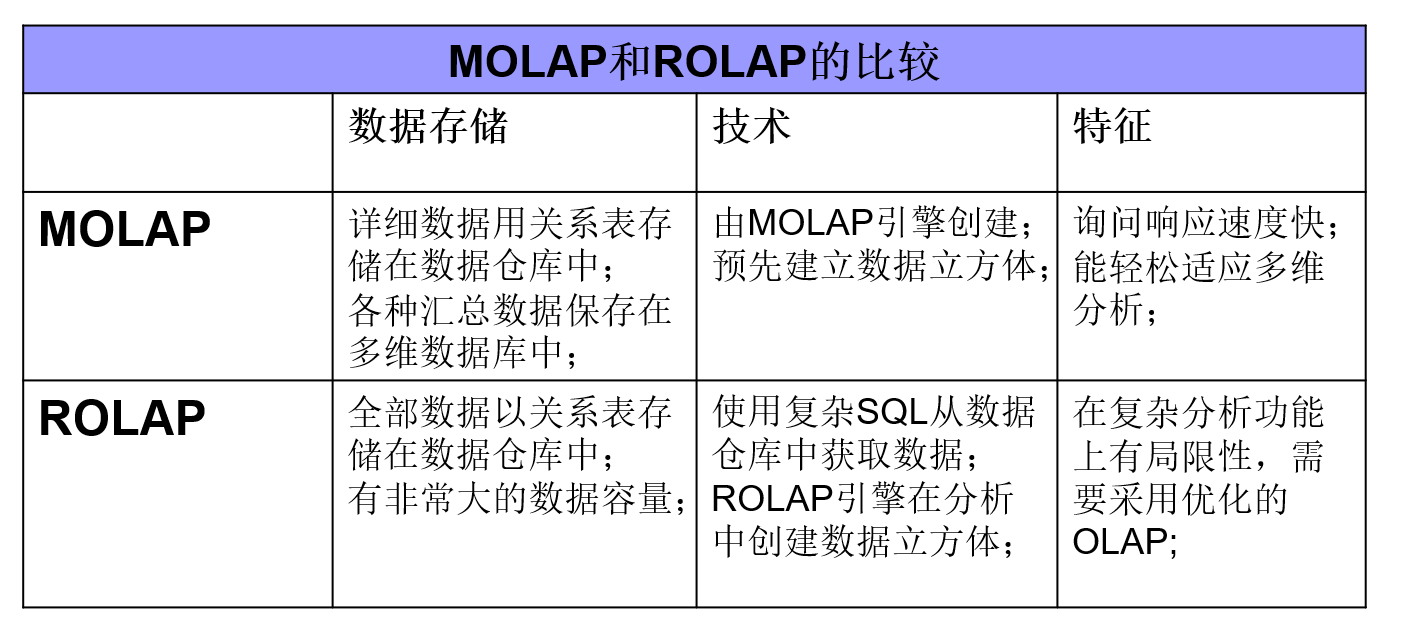 MOLAP和ROLAP的比较
数据存储
技术
特征
MOLAP
详细数据用关系表存
储在数据仓库中；
各种汇总数据保存在
多维数据库中；
由MOLAP引擎创建；
预先建立数据立方体；
询问响应速度快；
能轻松适应多维
分析；
ROLAP
全部数据以关系表存
储在数据仓库中；
有非常大的数据容量；
使用复杂SQL从数据
仓库中获取数据；
ROLAP引擎在分析
中创建数据立方体；
在复杂分析功能
上有局限性，需
要采用优化的
OLAP;